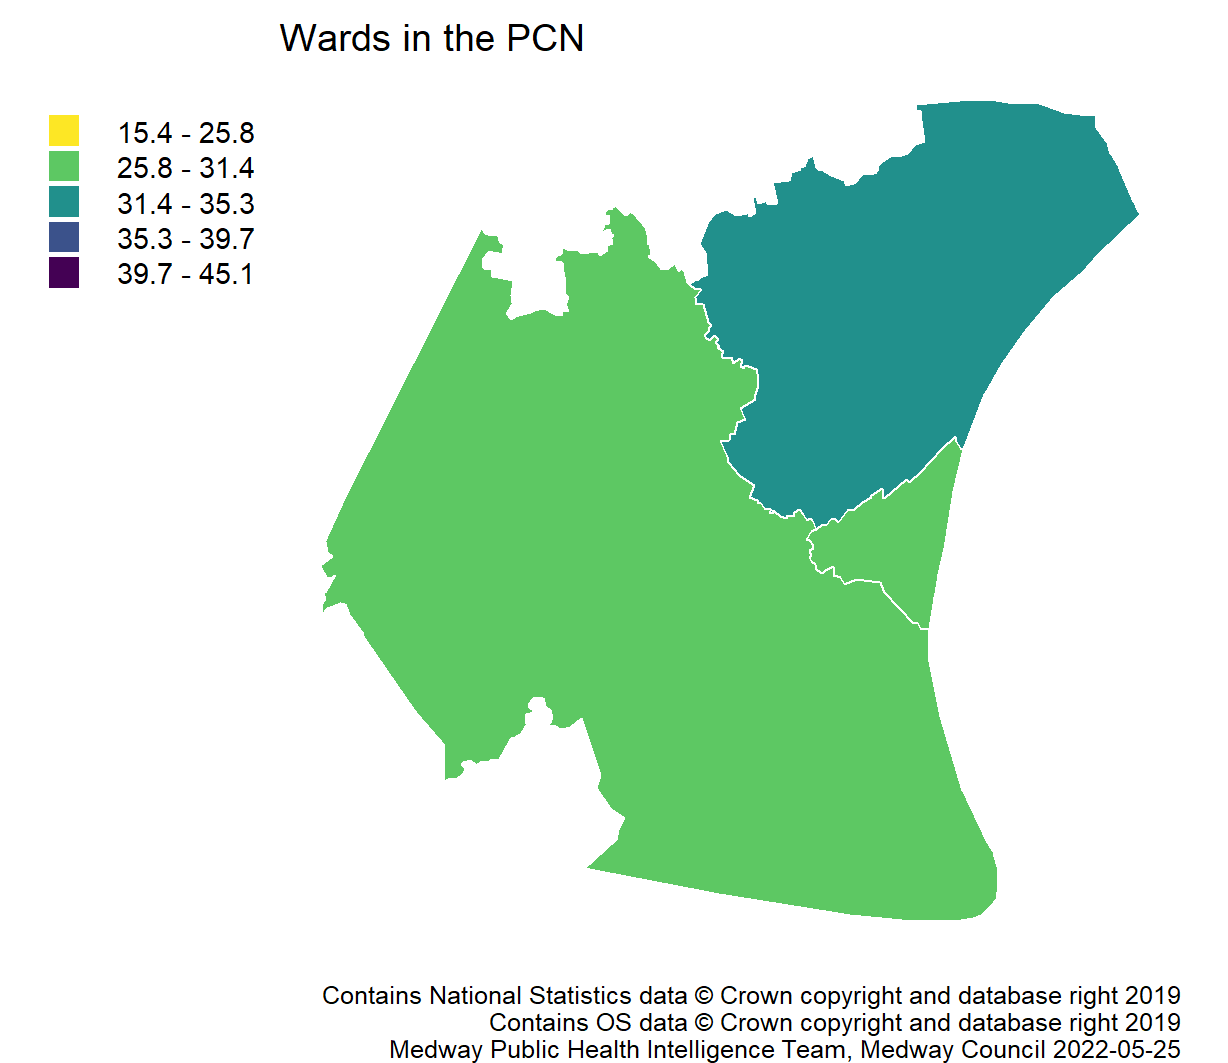 Wards in the PCN
15.4 - 25.8
25.8 - 31.4
31.4 - 35.3
35.3 - 39.7
39.7 - 45.1
Contains National Statistics data © Crown copyright and database right 2019
Contains OS data © Crown copyright and database right 2019
Medway Public Health Intelligence Team, Medway Council 2022-05-25